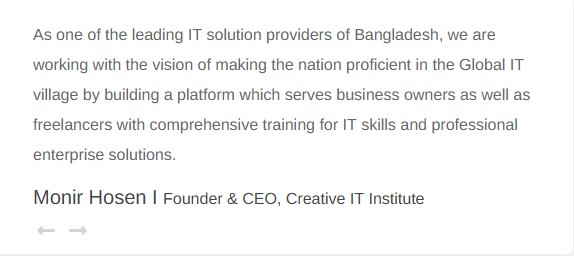 As one of the leading IT solution providers of Bangladesh, we are
working with the vision of making the nation proficient in the Global IT
village by building a platform which serves business owners as well as
freelancers with comprehensive training for IT skills and professional
enterprise solutions.
Monir Hosen I Founder & CEO, Creative IT Institute